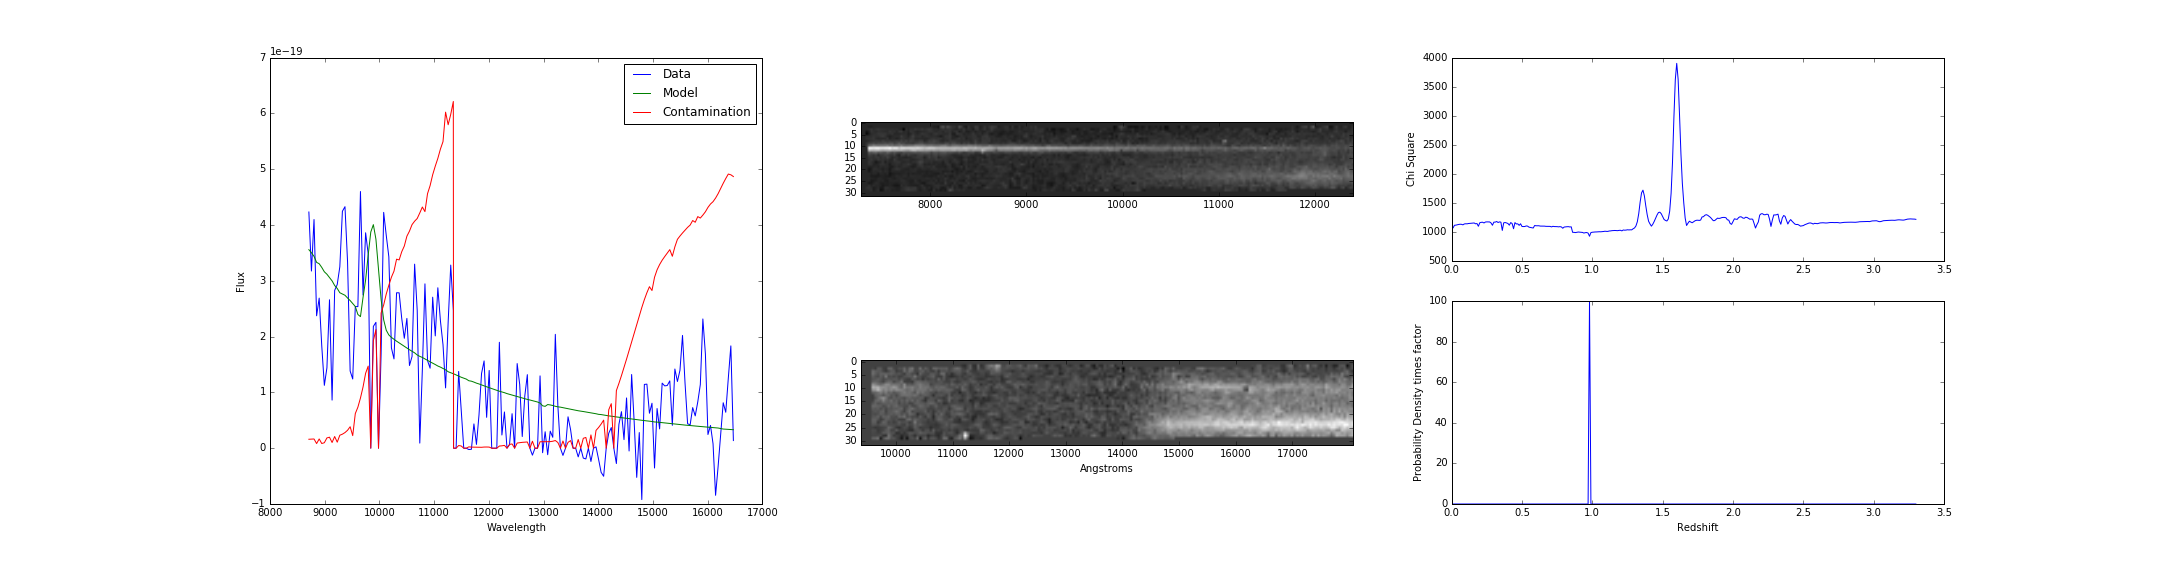 1e−19
7
6
5
4
3
2
1
0
−1
8000 9000 10000 11000 12000 13000 14000 15000 16000 17000
Wavelength
Flux
Data
Model
Contamination
0
5
10
15
20
25
30
8000 9000 10000 11000 12000
0
5
10
15
20
25
30
10000 11000 12000 13000 14000 15000 16000 17000
Angstroms
4000
3500
3000
2500
2000
1500
1000
500
0.0 0.5 1.0 1.5 2.0 2.5 3.0 3.5
Chi Square
100
80
60
40
20
0
0.0 0.5 1.0 1.5 2.0 2.5 3.0 3.5
Redshift
Probability Density times factor